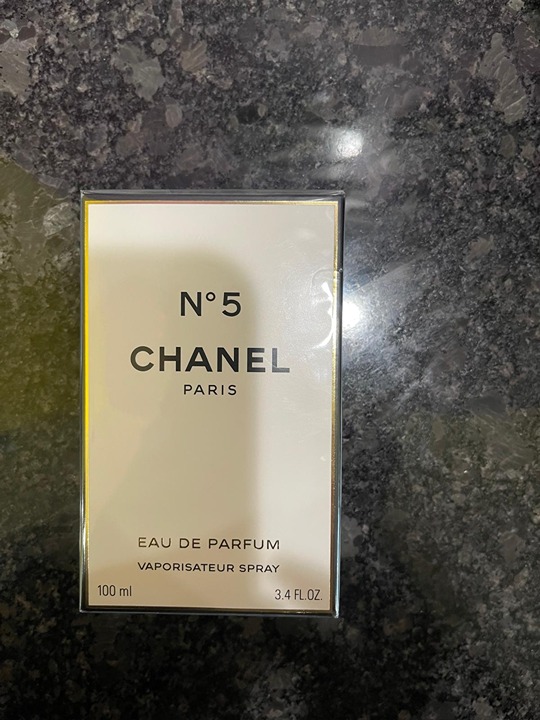 N°5
CHANEL
PARIS
EAU DE PARFUM
VAPORISATEUR SPRAY
100 ml
3.4 FL.OZ.